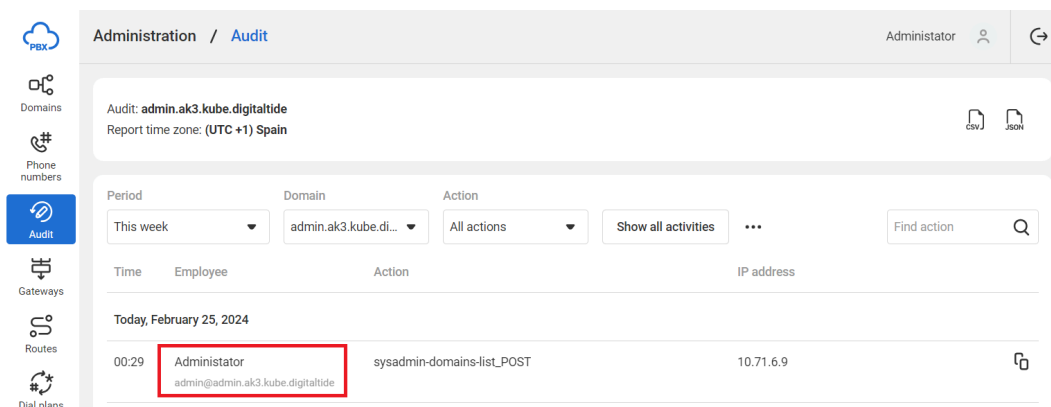 PBX
Administration / Audit
Administator
Domains
Phone
numbers
Audit
Gateways
Routes
Dial plans
Audit: admin.ak3.kube.digitaltide
Report time zone: (UTC +1) Spain
CSV
JSON
Period
Domain
Action
This week
admin.ak3.kube.di...
All actions
Show all activities
Find action
Time
Employee
Action
IP address
Today, February 25, 2024
00:29
Administator
admin@admin.ak3.kube.digitaltide
sysadmin-domains-list_POST
10.71.6.9